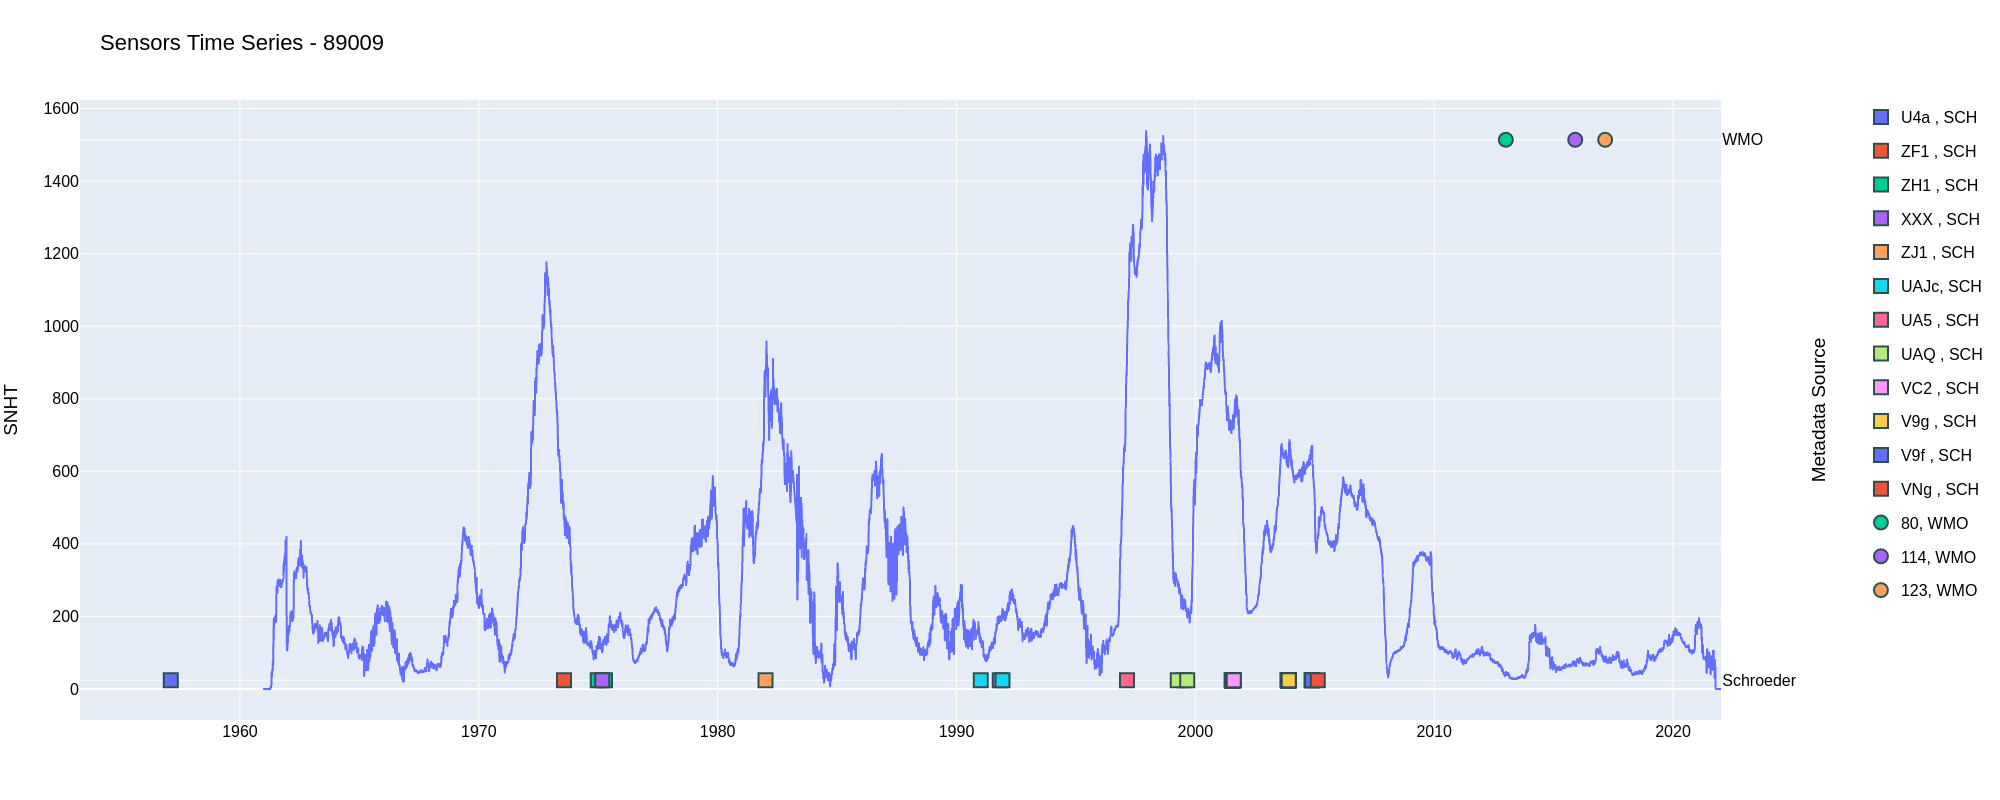 Sensors Time Series - 89009
1600
1400
1200
1000
800
600
400
200
0
SNHT
1960
1970
1980
1990
2000
2010
2020
WMO
Schroeder
Metadata Source
U4a , SCH
ZF1 , SCH
ZH1 , SCH
XXX , SCH
ZJ1 , SCH
UAJc, SCH
UA5 , SCH
UAQ , SCH
VC2 , SCH
V9g , SCH
V9f , SCH
VNg , SCH
80, WMO
114, WMO
123, WMO